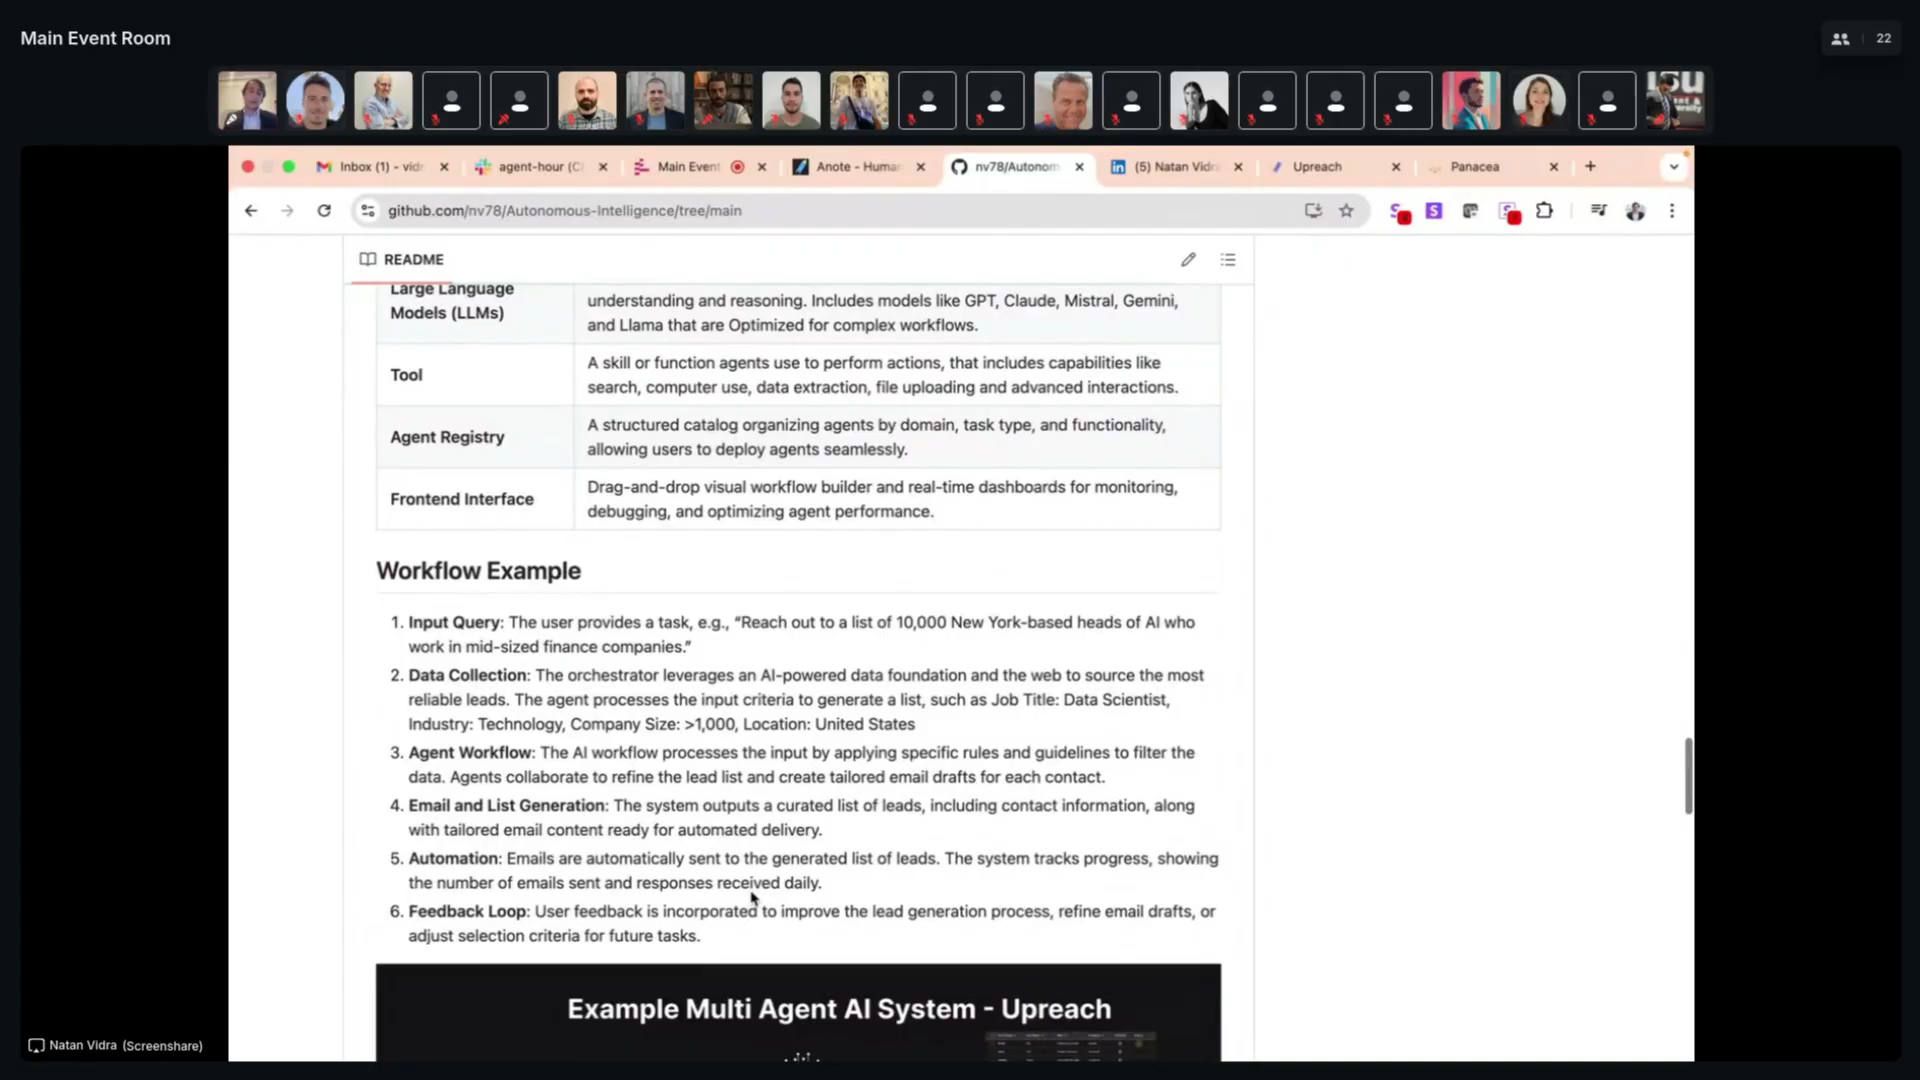 Main Event Room
22
Inbox (1) - vidr
agent-hour (C
Main Event
Anote - Human
nv78/Autonom
(5) Natan Vidr
Upreach
Panacea
github.com/nv78/Autonomous-Intelligence/tree/main
README
Large Language
Models (LLMs)
understanding and reasoning. Includes models like GPT, Claude, Mistral, Gemini,
and Llama that are Optimized for complex workflows.
Tool
A skill or function agents use to perform actions, that includes capabilities like
search, computer use, data extraction, file uploading and advanced interactions.
Agent Registry
A structured catalog organizing agents by domain, task type, and functionality,
allowing users to deploy agents seamlessly.
Frontend Interface
Drag-and-drop visual workflow builder and real-time dashboards for monitoring,
debugging, and optimizing agent performance.
Workflow Example
1. Input Query: The user provides a task, e.g., “Reach out to a list of 10,000 New York-based heads of AI who
work in mid-sized finance companies.”
2. Data Collection: The orchestrator leverages an AI-powered data foundation and the web to source the most
reliable leads. The agent processes the input criteria to generate a list, such as Job Title: Data Scientist,
Industry: Technology, Company Size: >1,000, Location: United States
3. Agent Workflow: The AI workflow processes the input by applying specific rules and guidelines to filter the
data. Agents collaborate to refine the lead list and create tailored email drafts for each contact.
4. Email and List Generation: The system outputs a curated list of leads, including contact information, along
with tailored email content ready for automated delivery.
5. Automation: Emails are automatically sent to the generated list of leads. The system tracks progress, showing
the number of emails sent and responses received daily.
6. Feedback Loop: User feedback is incorporated to improve the lead generation process, refine email drafts, or
adjust selection criteria for future tasks.
Example Multi Agent AI System - Upreach
Natan Vidra (Screenshare)